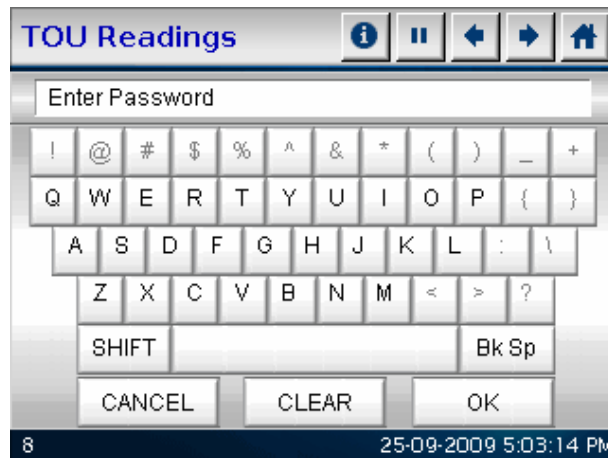 TOU Readings
Enter Password
! @ # $ % ^ & * ( ) _ +
Q W E R T Y U I O P { }
A S D F G H J K L : \
Z X C V B N M < > ?
SHIFT Bk Sp
CANCEL CLEAR OK
8 25-09-2009 5:03:14 PM